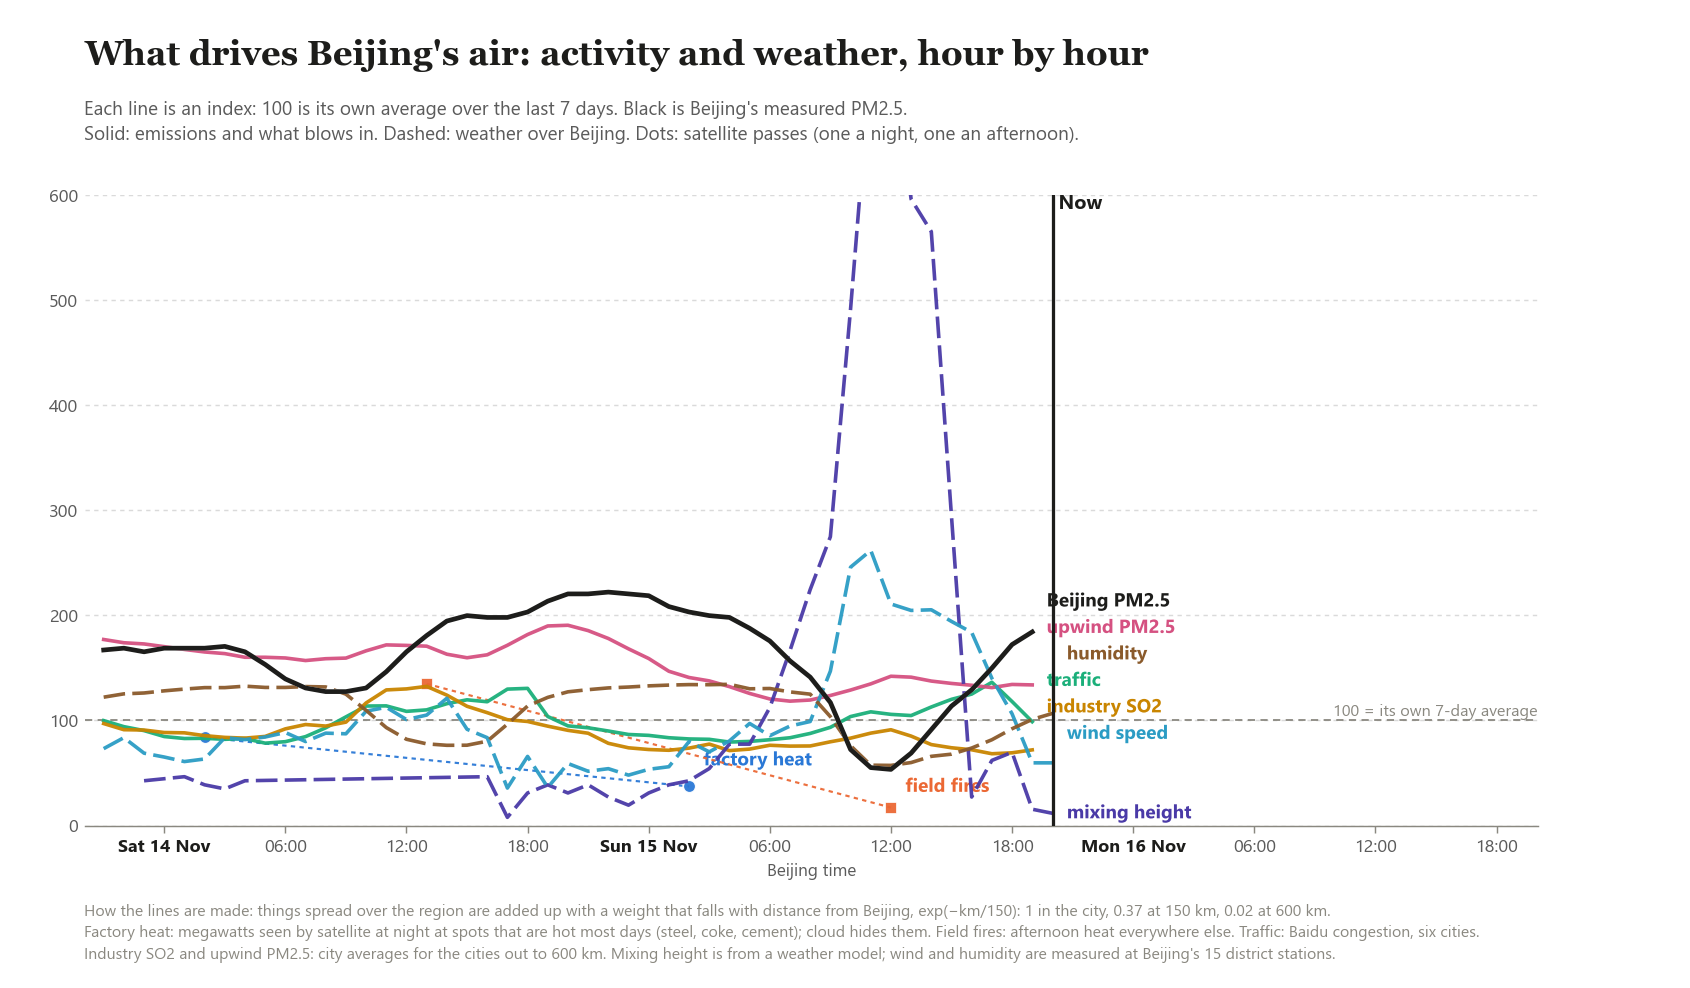 What drives Beijing's air: activity and weather, hour by hour
Each line is an index: 100 is its own average over the last 7 days. Black is Beijing's measured PM2.5.
Solid: emissions and what blows in. Dashed: weather over Beijing. Dots: satellite passes (one a night, one an afternoon).
600
500
400
300
200
100
0
Now
Beijing PM2.5
upwind PM2.5
humidity
traffic
industry SO2
100 = its own 7-day average
wind speed
factory heat
field fires
mixing height
Sat 14 Nov
06:00
12:00
18:00
Sun 15 Nov
06:00
12:00
18:00
Mon 16 Nov
06:00
12:00
18:00
Beijing time
How the lines are made: things spread over the region are added up with a weight that falls with distance from Beijing, exp(−km/150): 1 in the city, 0.37 at 150 km, 0.02 at 600 km.
Factory heat: megawatts seen by satellite at night at spots that are hot most days (steel, coke, cement); cloud hides them. Field fires: afternoon heat everywhere else. Traffic: Baidu congestion, six cities.
Industry SO2 and upwind PM2.5: city averages for the cities out to 600 km. Mixing height is from a weather model; wind and humidity are measured at Beijing's 15 district stations.